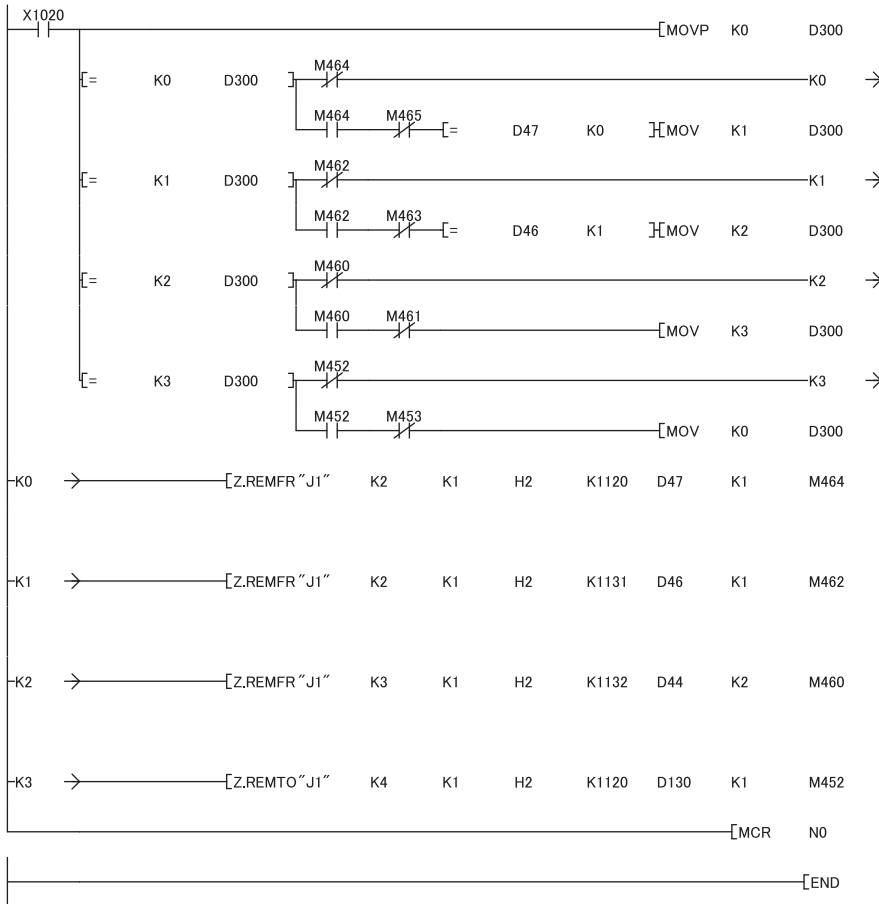 X1020
[MOVP K0 D300
[= K0 D300 ] M464 K0
M464 M465 [= D47 K0 ] [MOV K1 D300
[= K1 D300 ] M462 K1
M462 M463 [= D46 K1 ] [MOV K2 D300
[= K2 D300 ] M460 K2
M460 M461 [MOV K3 D300
[= K3 D300 ] M452 K3
M452 M453 [MOV K0 D300
K0 [Z.REMFR "J1" K2 K1 H2 K1120 D47 K1 M464
K1 [Z.REMFR "J1" K2 K1 H2 K1131 D46 K1 M462
K2 [Z.REMFR "J1" K3 K1 H2 K1132 D44 K2 M460
K3 [Z.REMTO "J1" K4 K1 H2 K1120 D130 K1 M452
[MCR N0
[END